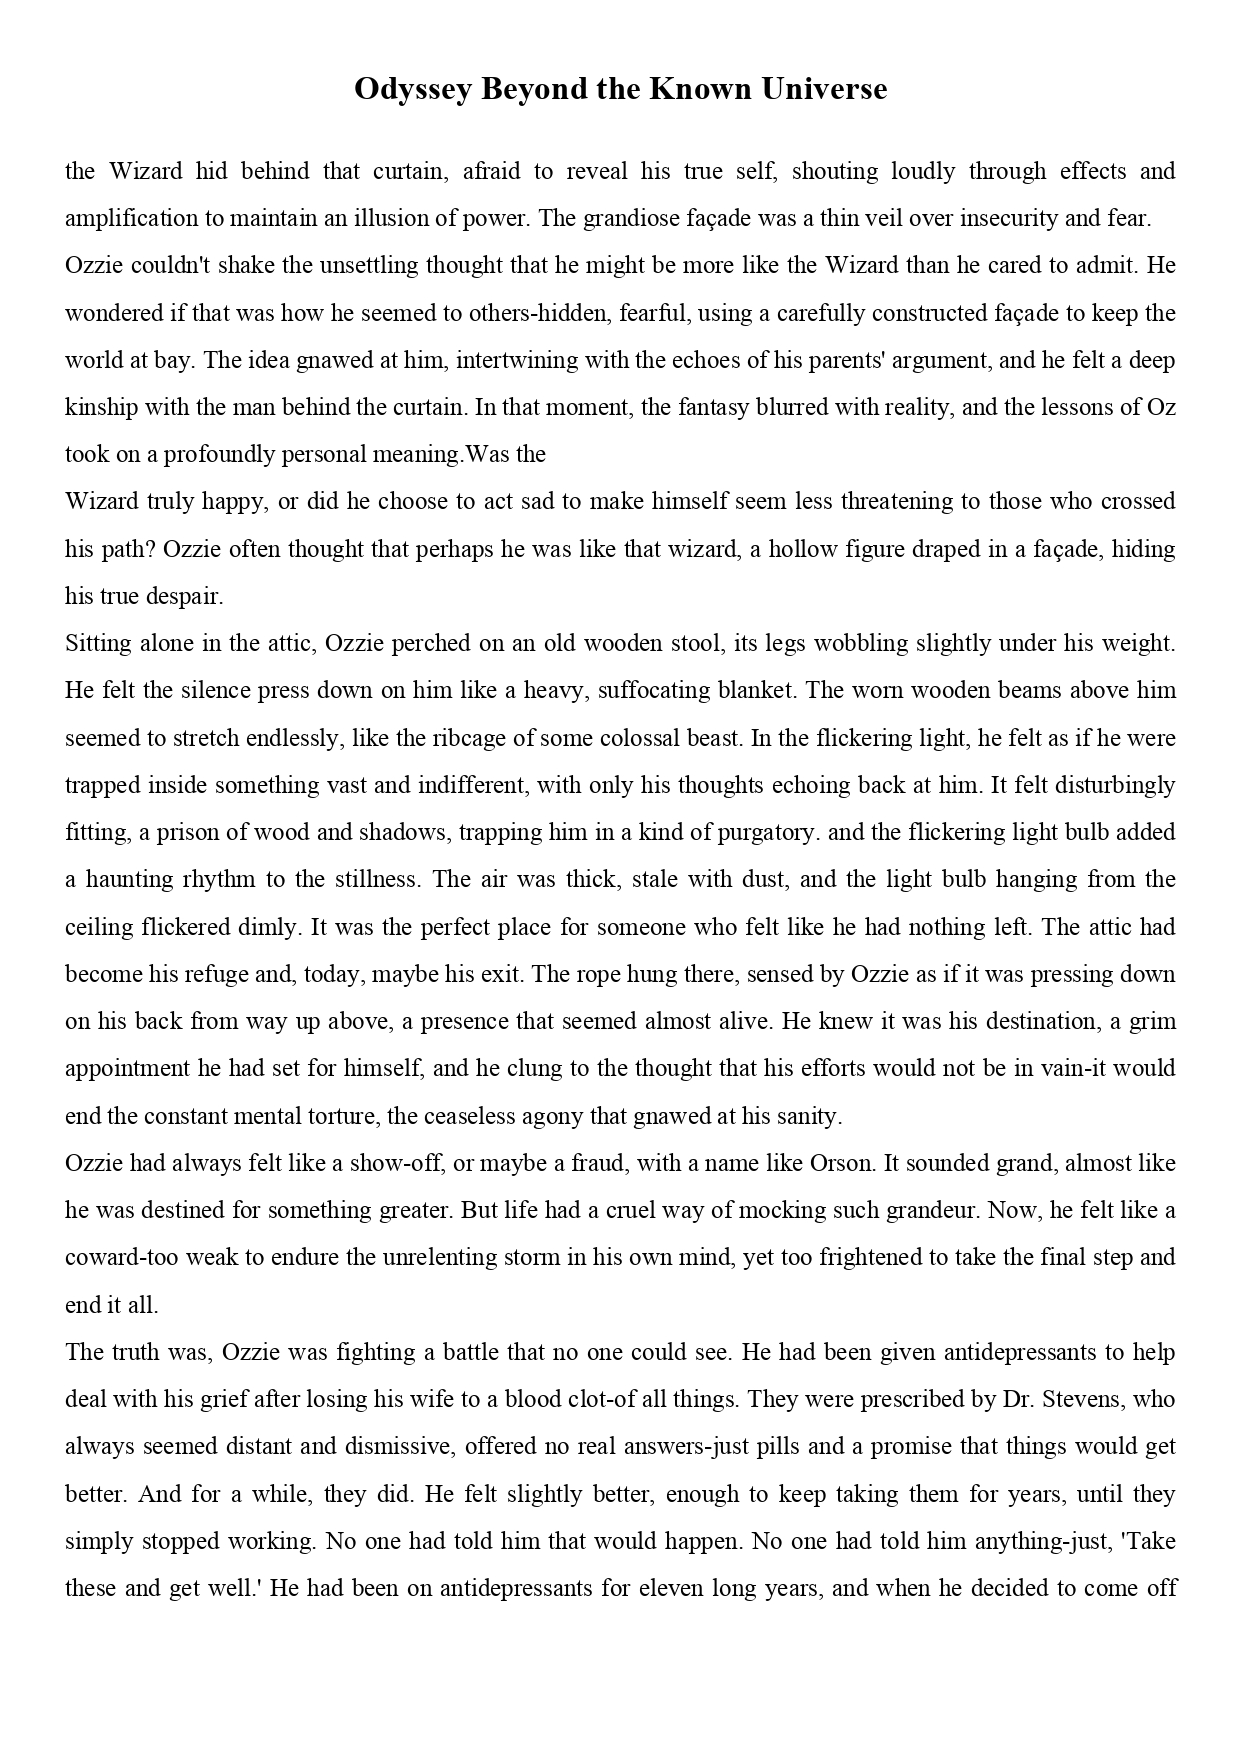 Odyssey Beyond the Known Universe
the Wizard hid behind that curtain, afraid to reveal his true self, shouting loudly through effects and
amplification to maintain an illusion of power. The grandiose façade was a thin veil over insecurity and fear.
Ozzie couldn't shake the unsettling thought that he might be more like the Wizard than he cared to admit. He
wondered if that was how he seemed to others-hidden, fearful, using a carefully constructed façade to keep the
world at bay. The idea gnawed at him, intertwining with the echoes of his parents' argument, and he felt a deep
kinship with the man behind the curtain. In that moment, the fantasy blurred with reality, and the lessons of Oz
took on a profoundly personal meaning.Was the
Wizard truly happy, or did he choose to act sad to make himself seem less threatening to those who crossed
his path? Ozzie often thought that perhaps he was like that wizard, a hollow figure draped in a façade, hiding
his true despair.
Sitting alone in the attic, Ozzie perched on an old wooden stool, its legs wobbling slightly under his weight.
He felt the silence press down on him like a heavy, suffocating blanket. The worn wooden beams above him
seemed to stretch endlessly, like the ribcage of some colossal beast. In the flickering light, he felt as if he were
trapped inside something vast and indifferent, with only his thoughts echoing back at him. It felt disturbingly
fitting, a prison of wood and shadows, trapping him in a kind of purgatory. and the flickering light bulb added
a haunting rhythm to the stillness. The air was thick, stale with dust, and the light bulb hanging from the
ceiling flickered dimly. It was the perfect place for someone who felt like he had nothing left. The attic had
become his refuge and, today, maybe his exit. The rope hung there, sensed by Ozzie as if it was pressing down
on his back from way up above, a presence that seemed almost alive. He knew it was his destination, a grim
appointment he had set for himself, and he clung to the thought that his efforts would not be in vain-it would
end the constant mental torture, the ceaseless agony that gnawed at his sanity.
Ozzie had always felt like a show-off, or maybe a fraud, with a name like Orson. It sounded grand, almost like
he was destined for something greater. But life had a cruel way of mocking such grandeur. Now, he felt like a
coward-too weak to endure the unrelenting storm in his own mind, yet too frightened to take the final step and
end it all.
The truth was, Ozzie was fighting a battle that no one could see. He had been given antidepressants to help
deal with his grief after losing his wife to a blood clot-of all things. They were prescribed by Dr. Stevens, who
always seemed distant and dismissive, offered no real answers-just pills and a promise that things would get
better. And for a while, they did. He felt slightly better, enough to keep taking them for years, until they
simply stopped working. No one had told him that would happen. No one had told him anything-just, 'Take
these and get well.' He had been on antidepressants for eleven long years, and when he decided to come off